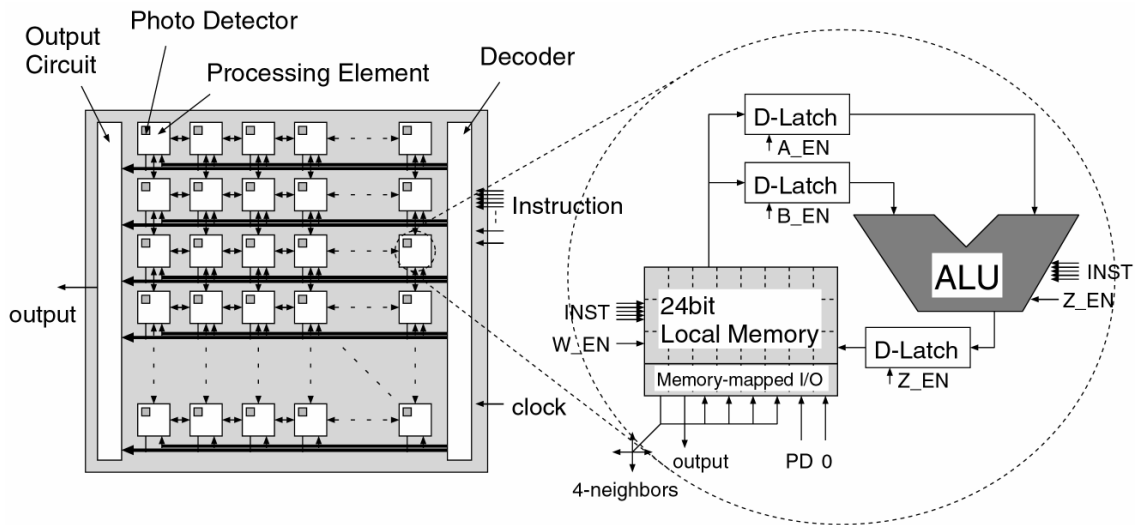 Photo Detector
Output
Circuit
Processing Element
Decoder
Instruction
output
clock
D-Latch
A_EN
D-Latch
B_EN
ALU
INST
Z_EN
24bit
Local Memory
INST
W_EN
D-Latch
Z_EN
Memory-mapped I/O
output
PD 0
4-neighbors